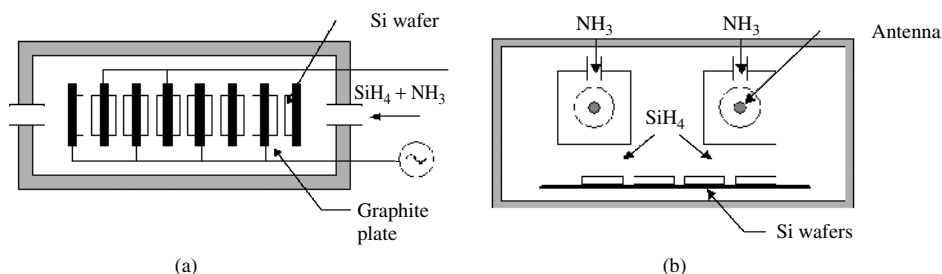 Si wafer
SiH4 + NH3
Graphite
plate
(a)
NH3
NH3
Antenna
SiH4
Si wafers
(b)